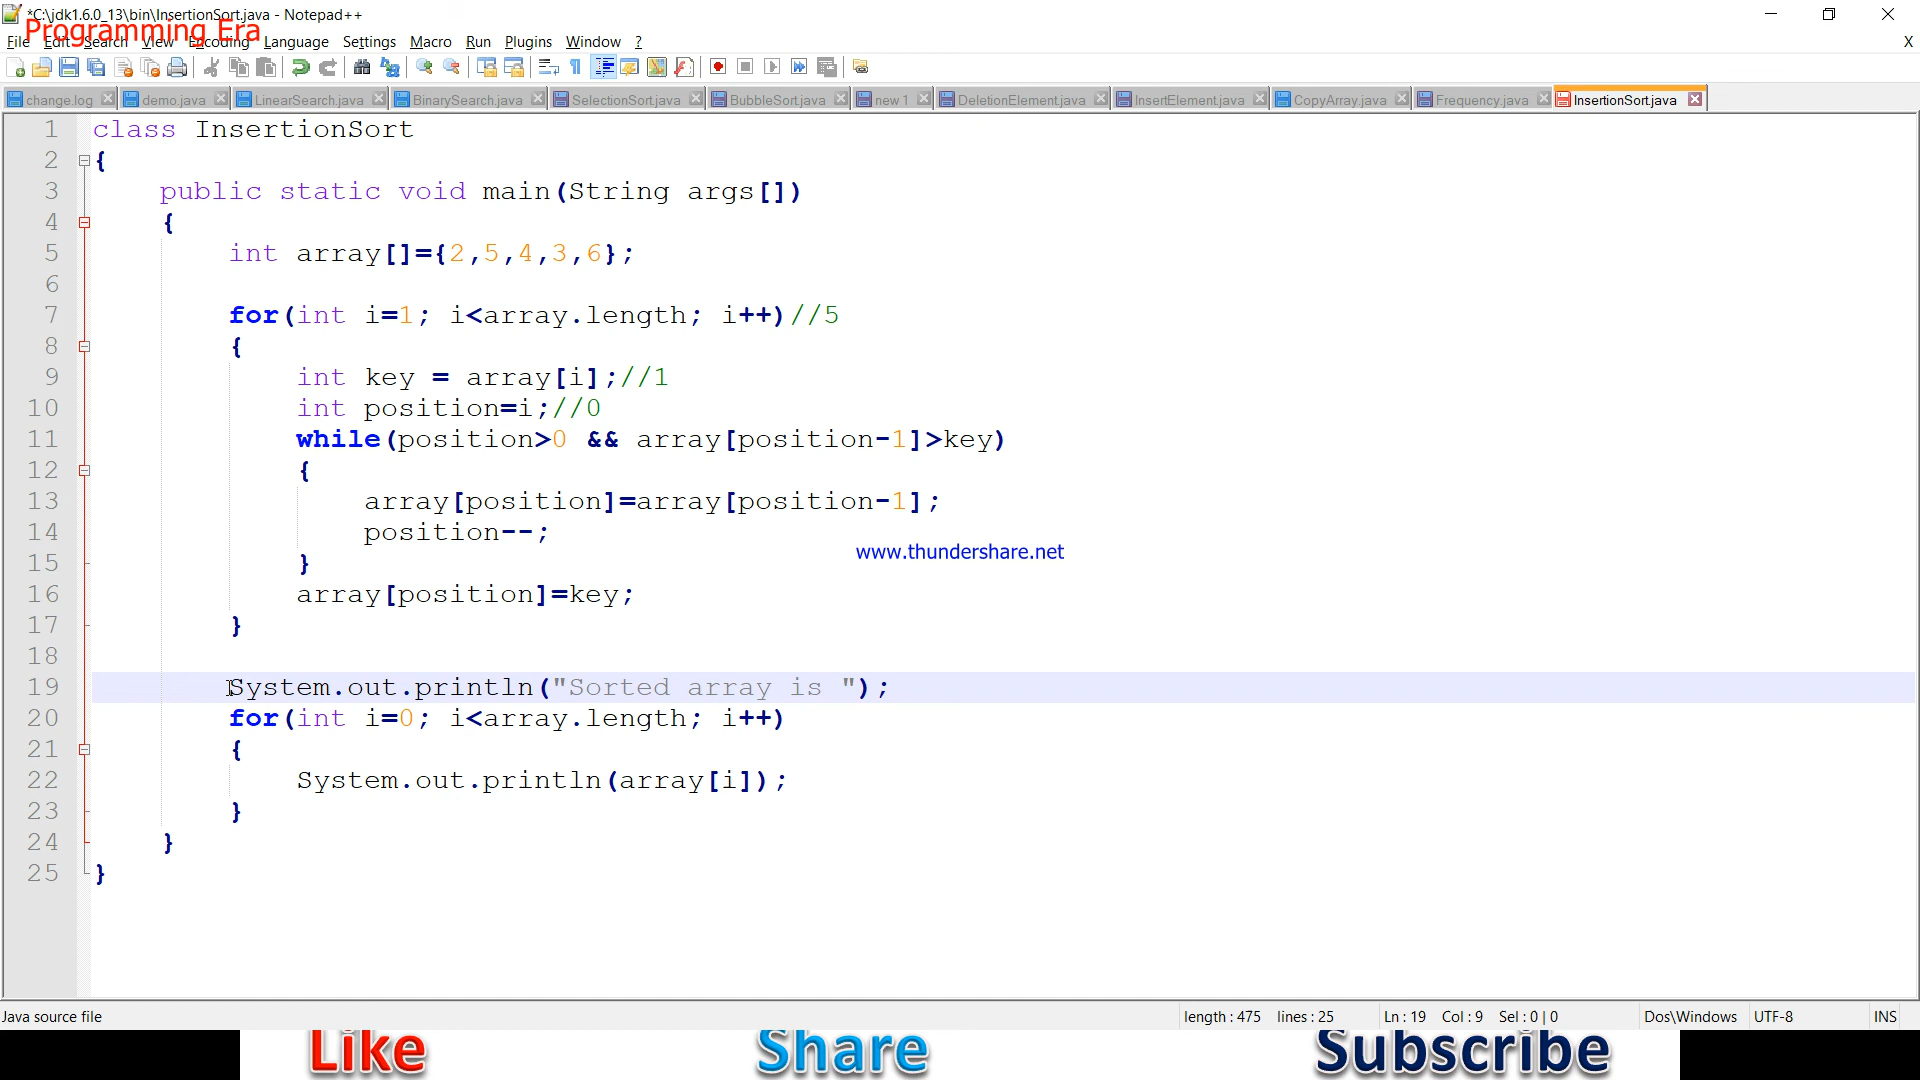 *C:\jdk1.6.0_13\bin\InsertionSort.java - Notepad++
Programming Era
File Edit Search View Encoding Language Settings Macro Run Plugins Window ? X
change.log demo.java LinearSearch.java BinarySearch.java SelectionSort.java BubbleSort.java new 1 DeletionElement.java InsertElement.java CopyArray.java Frequency.java InsertionSort.java
1 class InsertionSort
2 {
3 public static void main(String args[])
4 {
5 int array[]={2,5,4,3,6};
6
7 for(int i=1; i<array.length; i++)//5
8 {
9 int key = array[i];//1
10 int position=i;//0
11 while(position>0 && array[position-1]>key)
12 {
13 array[position]=array[position-1];
14 position--;
15 }
www.thundershare.net
16 array[position]=key;
17 }
18
19 System.out.println("Sorted array is ");
20 for(int i=0; i<array.length; i++)
21 {
22 System.out.println(array[i]);
23 }
24 }
25 }
Java source file length : 475 lines : 25 Ln : 19 Col : 9 Sel : 0 | 0 Dos\Windows UTF-8 INS
Like Share Subscribe